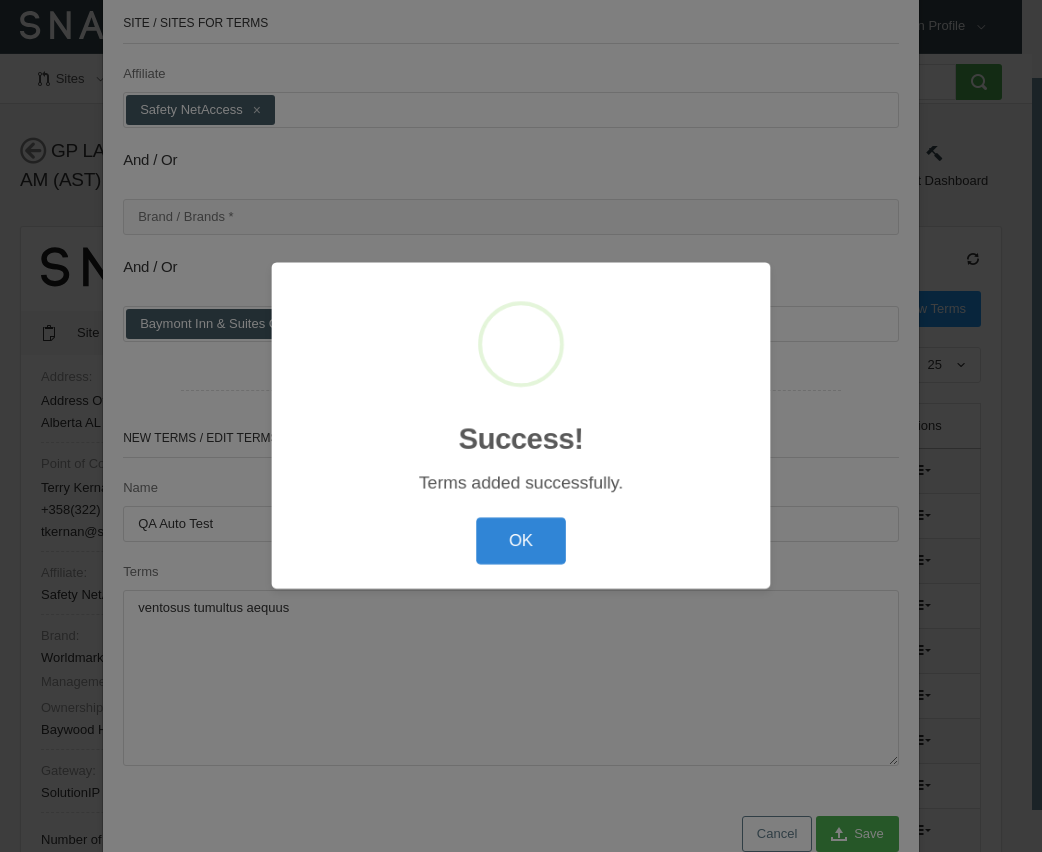 SNA
Profile
Sites
GP LA
AM (AST)
Dashboard
SNA
Site
Address:
Address O
Alberta AL
Point of Co
Terry Kerna
+358(322)
tkernan@s
Affiliate:
Safety Net
Brand:
Worldmark
Manageme
Ownership
Baywood H
Gateway:
SolutionIP
Number of
SITE / SITES FOR TERMS
Affiliate
Safety NetAccess ×
And / Or
Brand / Brands *
And / Or
Baymont Inn & Suites
NEW TERMS / EDIT TERMS
Name
QA Auto Test
Terms
ventosus tumultus aequus
Cancel
Save
Success!
Terms added successfully.
OK
w Terms
25
ions